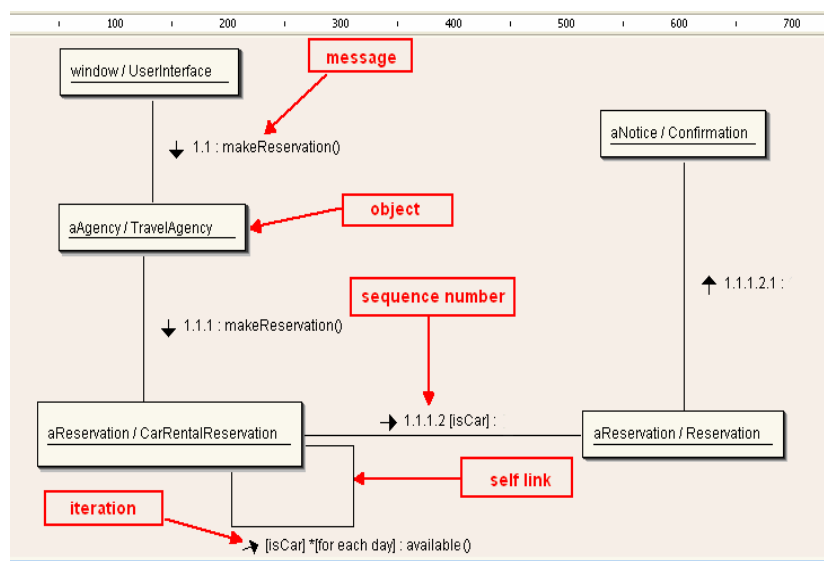 100 200 300 400 500 600 700
message
window / UserInterface
aNotice / Confirmation
1.1 : makeReservation()
object
aAgency / TravelAgency
sequence number
1.1.1.2.1 :
1.1.1 : makeReservation()
1.1.1.2 [isCar] :
aReservation / CarRentalReservation
aReservation / Reservation
self link
iteration
[isCar] *[for each day] : available()